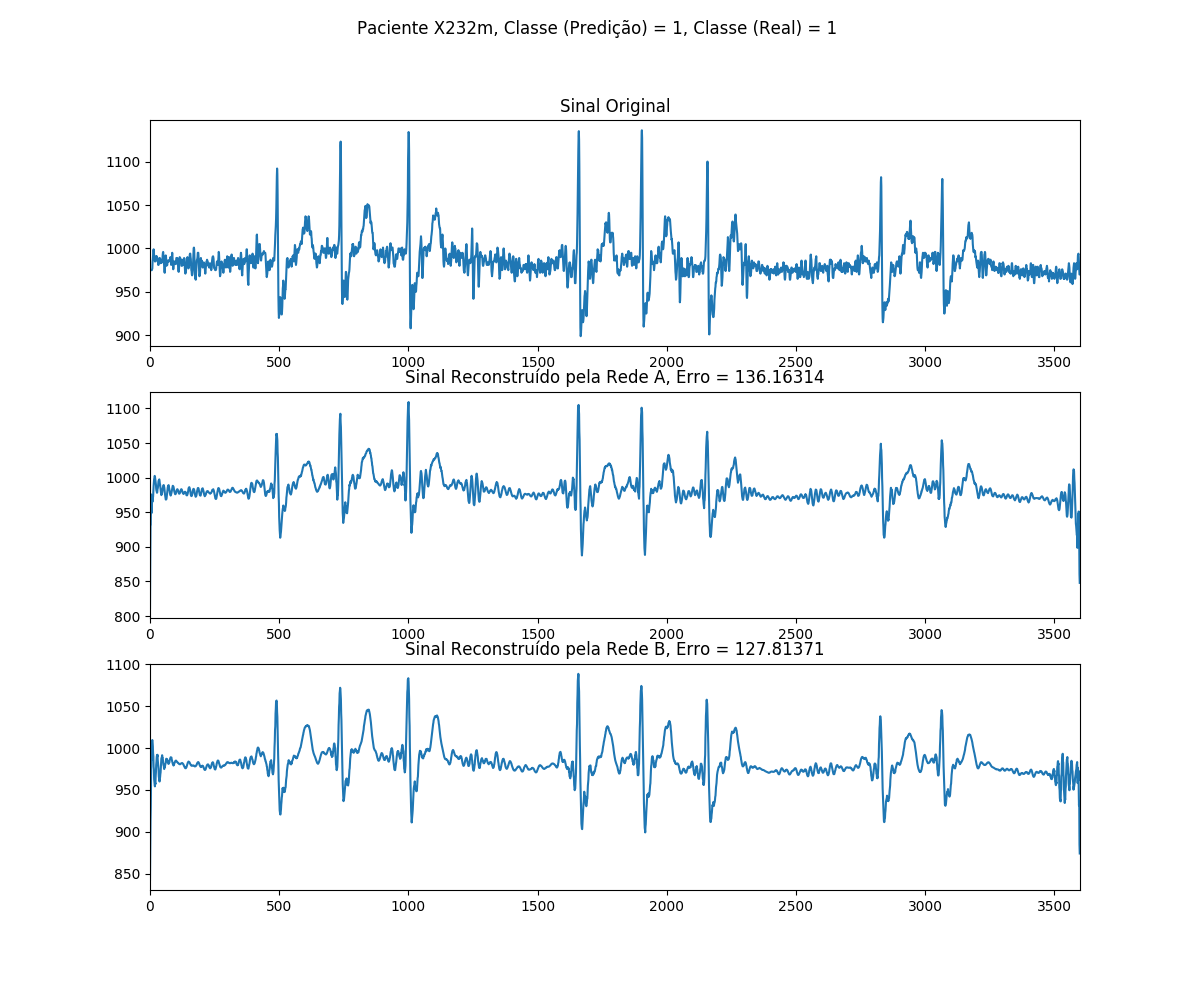 Paciente X232m, Classe (Predição) = 1, Classe (Real) = 1
Sinal Original
1100
1050
1000
950
900
0 500 1000 1500 2000 2500 3000 3500
Sinal Reconstruído pela Rede A, Erro = 136.16314
1100
1050
1000
950
900
850
800
0 500 1000 1500 2000 2500 3000 3500
Sinal Reconstruído pela Rede B, Erro = 127.81371
1100
1050
1000
950
900
850
0 500 1000 1500 2000 2500 3000 3500